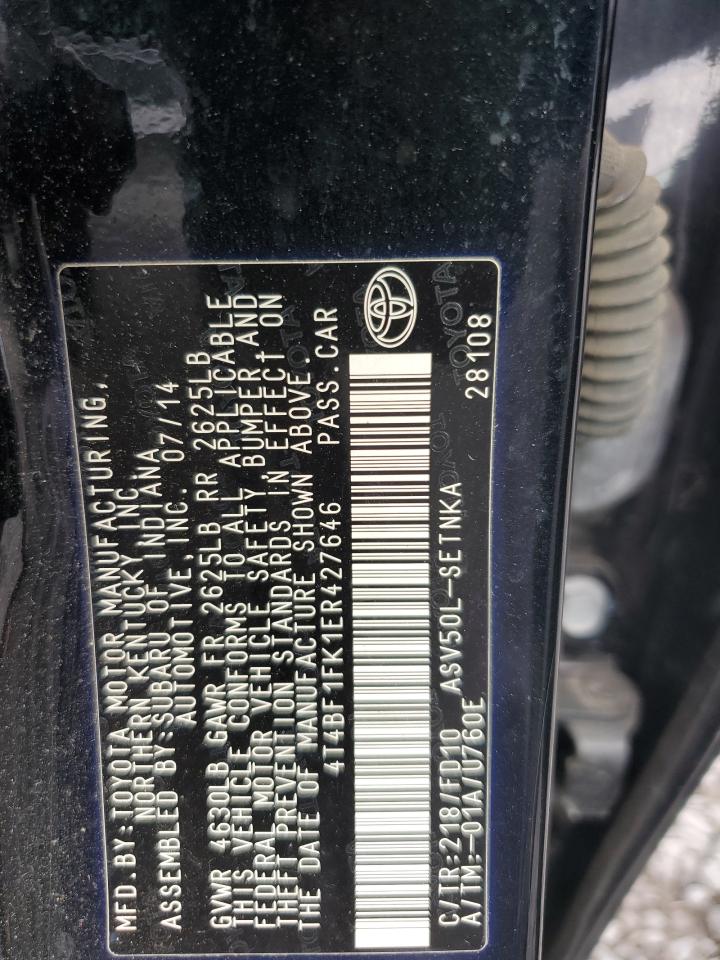 MFD.BY:TOYOTA MOTOR MANUFACTURING,
NORTHERN KENTUCKY INC.
ASSEMBLED BY:SUBARU OF INDIANA
AUTOMOTIVE, INC. 07/14
GVWR 4630LB GAWR FR 2625LB RR 2625LB
THIS VEHICLE CONFORMS TO ALL APPLICABLE
FEDERAL MOTOR VEHICLE SAFETY BUMPER, AND
THEFT PREVENTION STANDARDS IN EFFECT ON
THE DATE OF MANUFACTURE SHOWN ABOVE.
4T4BF1FK1ER427646 PASS.CAR
C/TR:218/FD10 ASV50L-SETNKA 28108
A/TM:-01A/U760E